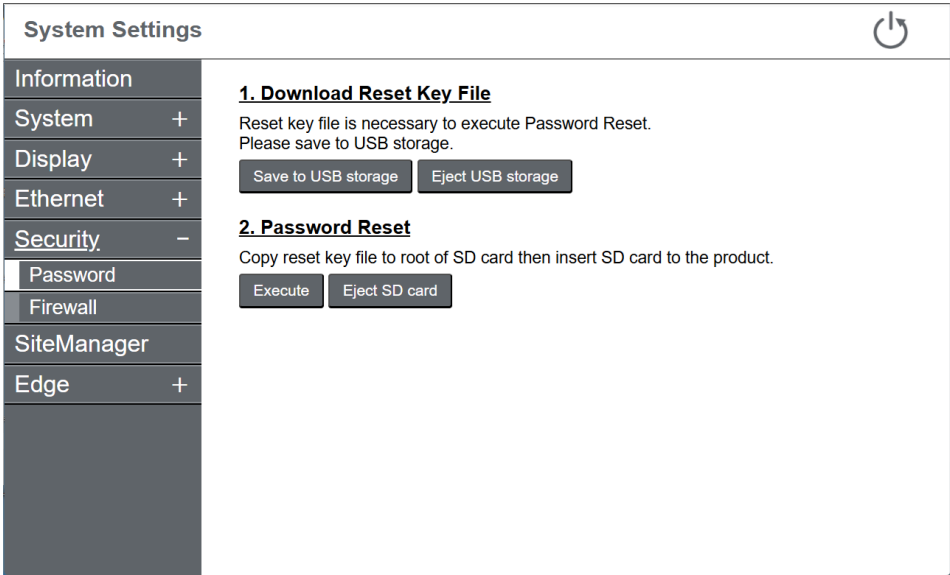 System Settings
Information
System +
Display +
Ethernet +
Security −
Password
Firewall
SiteManager
Edge +
1. Download Reset Key File
Reset key file is necessary to execute Password Reset.
Please save to USB storage.
Save to USB storage Eject USB storage
2. Password Reset
Copy reset key file to root of SD card then insert SD card to the product.
Execute Eject SD card